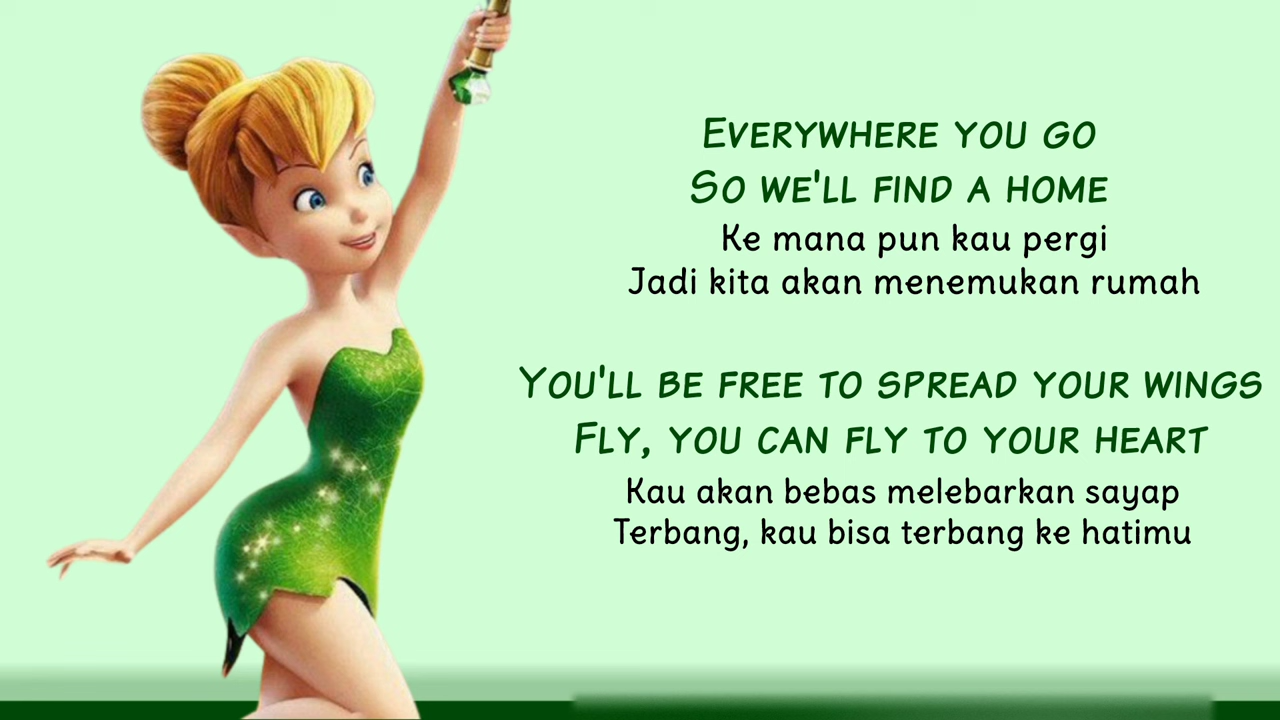 Everywhere you go
So we'll find a home
Ke mana pun kau pergi
Jadi kita akan menemukan rumah
You'll be free to spread your wings
Fly, you can fly to your heart
Kau akan bebas melebarkan sayap
Terbang, kau bisa terbang ke hatimu